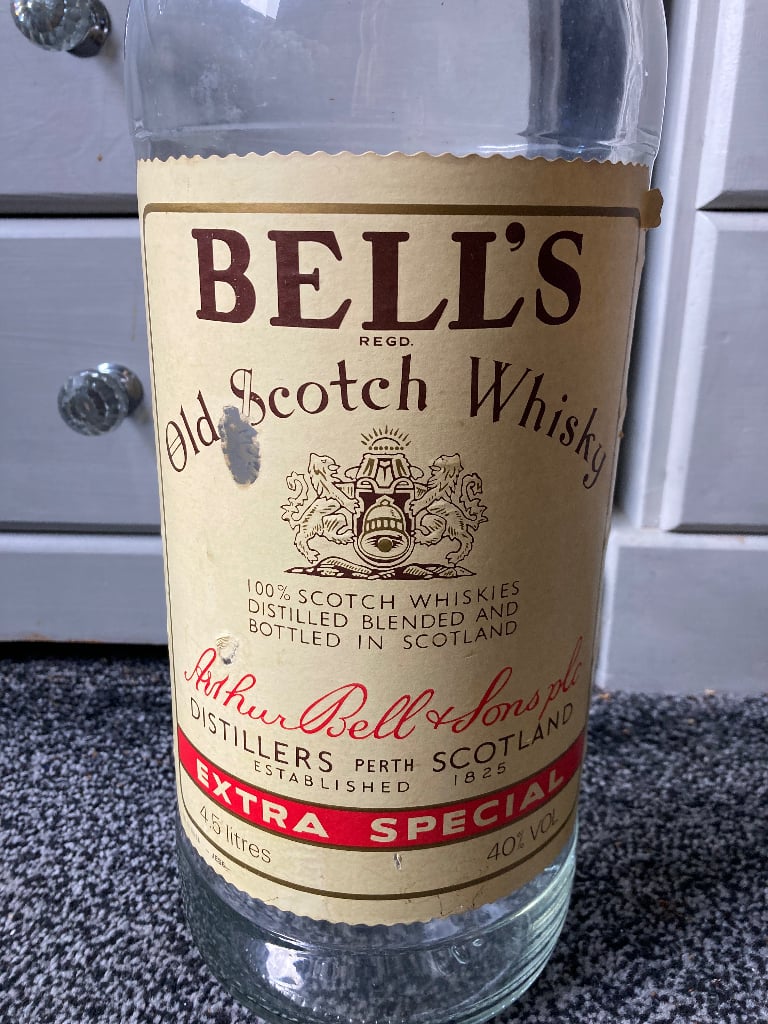 BELL'S
REGD.
Old Scotch Whisky
100% SCOTCH WHISKIES
DISTILLED BLENDED AND
BOTTLED IN SCOTLAND
Arthur Bell & Sons plc
DISTILLERS PERTH SCOTLAND
ESTABLISHED 1825
EXTRA SPECIAL
4.5 litres 40% VOL